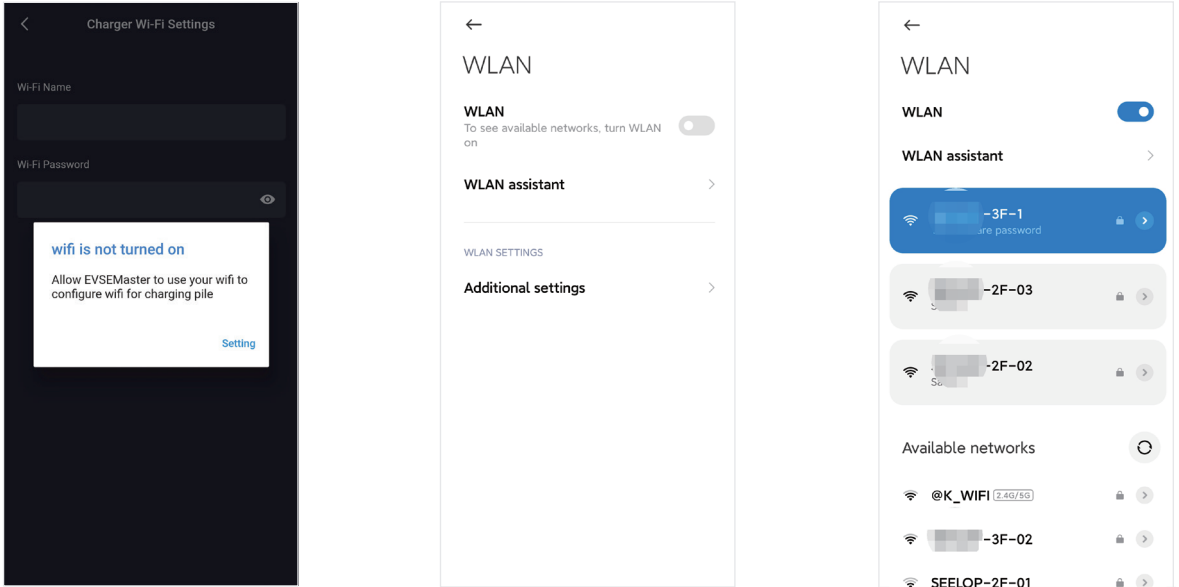 Charger Wi-Fi Settings
Wi-Fi Name
Wi-Fi Password
wifi is not turned on
Allow EVSEMaster to use your wifi to
configure wifi for charging pile
Setting
WLAN
WLAN
To see available networks, turn WLAN
on
WLAN assistant
WLAN SETTINGS
Additional settings
WLAN
WLAN
WLAN assistant
-3F-1
password
-2F-03
-2F-02
Available networks
@K_WIFI 2.4G/5G
-3F-02
SEELOP-2F-01